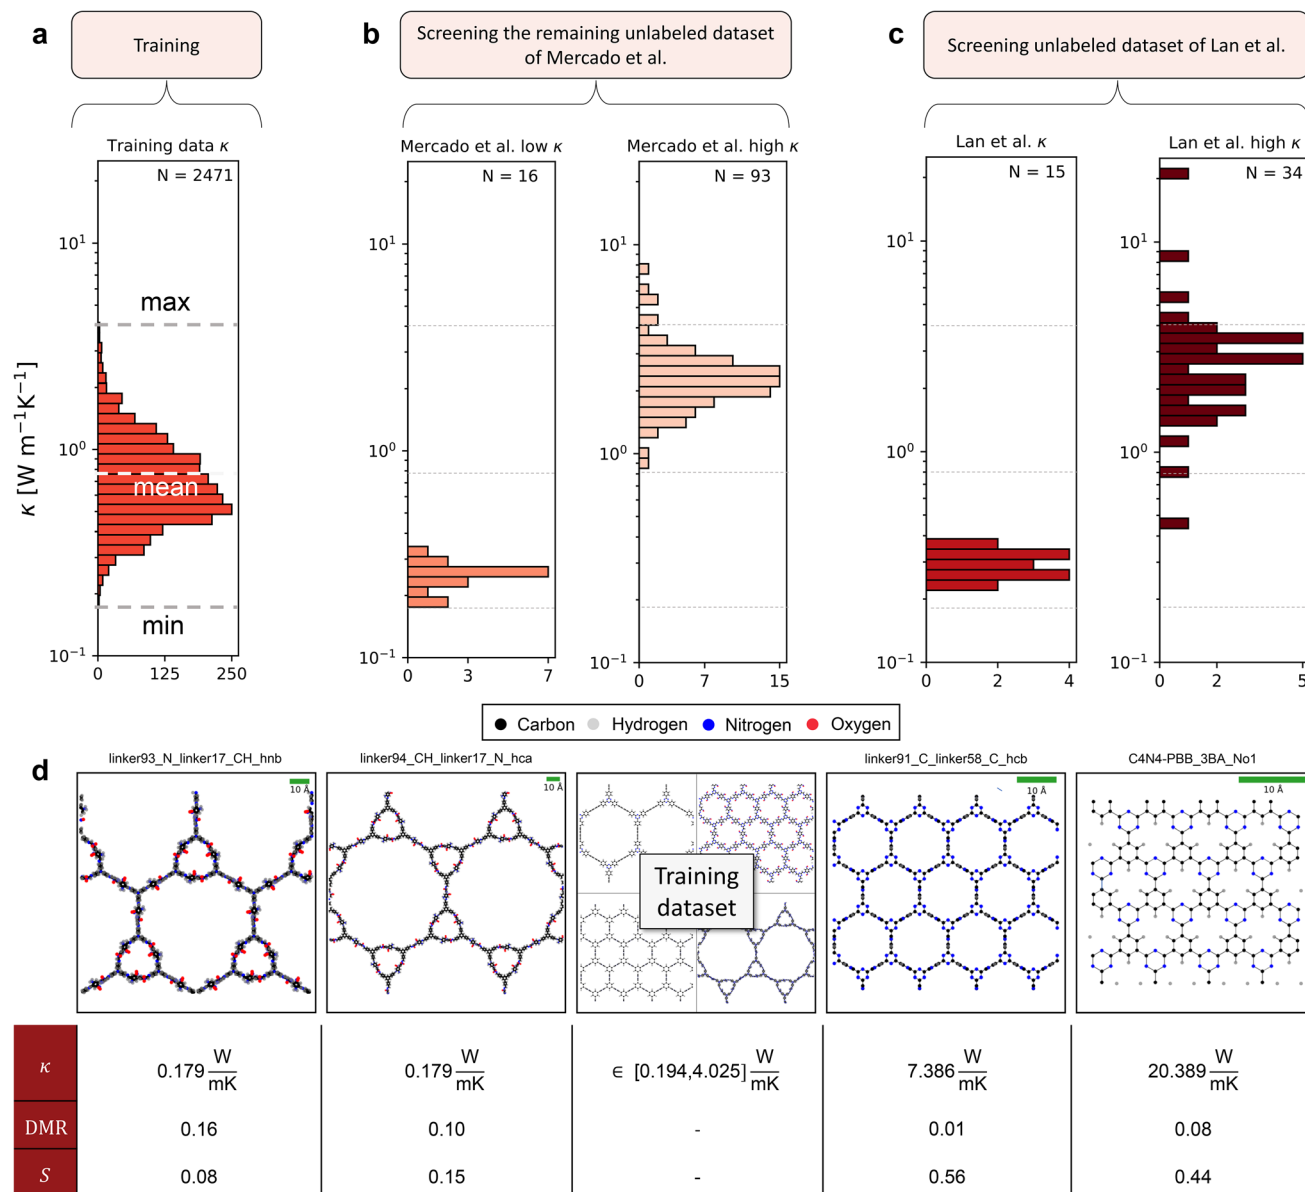 a
Training
b
Screening the remaining unlabeled dataset
of Mercado et al.
c
Screening unlabeled dataset of Lan et al.
Training data κ
N = 2471
10¹
max
10⁰
mean
min
10⁻¹
0 125 250
κ [W m⁻¹K⁻¹]
Mercado et al. low κ
N = 16
10¹
10⁰
10⁻¹
0 3 7
Mercado et al. high κ
N = 93
10¹
10⁰
10⁻¹
0 7 15
Lan et al. κ
N = 15
10¹
10⁰
10⁻¹
0 2 4
Lan et al. high κ
N = 34
10¹
10⁰
10⁻¹
0 2 5
Carbon Hydrogen Nitrogen Oxygen
d
linker93_N_linker17_CH_hnb
10 Å
linker94_CH_linker17_N_hca
10 Å
Training
dataset
linker91_C_linker58_C_hcb
10 Å
C4N4-PBB_3BA_No1
10 Å
κ 0.179 W/mK 0.179 W/mK ∈ [0.194,4.025] W/mK 7.386 W/mK 20.389 W/mK
DMR 0.16 0.10 - 0.01 0.08
S 0.08 0.15 - 0.56 0.44